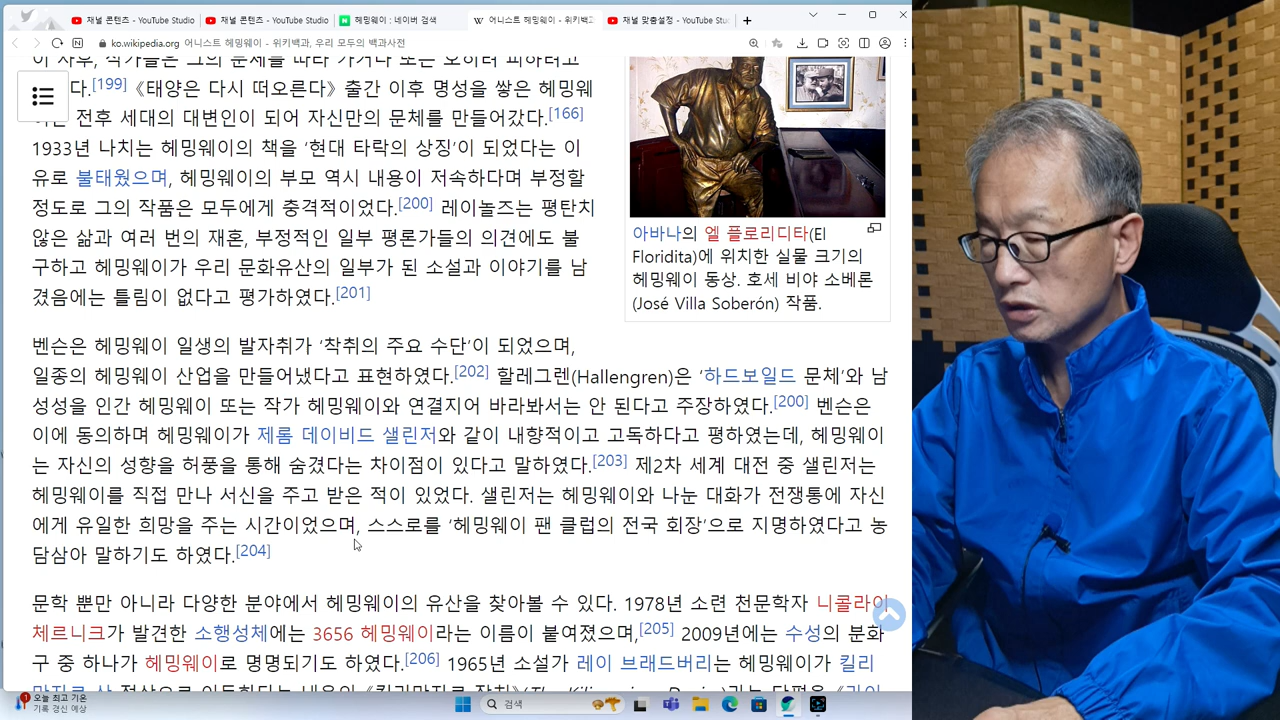 재널 콘텐츠 - YouTube Studio
재널 콘텐츠 - YouTube Studio
헤밍웨이 : 네이버 검색
어니스트 헤밍웨이 - 위키백과
재널 맞춤설정 - YouTube Stu
ko.wikipedia.org 어니스트 헤밍웨이 - 위키백과, 우리 모두의 백과사전
이 사후, 작가들은 그의 문체를 따라 가거나 또는 오히려 피하려고
다.[199] 《태양은 다시 떠오른다》 출간 이후 명성을 쌓은 헤밍웨
이는 전후 세대의 대변인이 되어 자신만의 문체를 만들어갔다.[166]
1933년 나치는 헤밍웨이의 책을 ‘현대 타락의 상징’이 되었다는 이
유로 불태웠으며, 헤밍웨이의 부모 역시 내용이 저속하다며 부정할
정도로 그의 작품은 모두에게 충격적이었다.[200] 레이놀즈는 평탄치
않은 삶과 여러 번의 재혼, 부정적인 일부 평론가들의 의견에도 불
구하고 헤밍웨이가 우리 문화유산의 일부가 된 소설과 이야기를 남
겼음에는 틀림이 없다고 평가하였다.[201]
아바나의 엘 플로리디타(El
Floridita)에 위치한 실물 크기의
헤밍웨이 동상. 호세 비야 소베론
(José Villa Soberón) 작품.
벤슨은 헤밍웨이 일생의 발자취가 ‘착취의 주요 수단’이 되었으며,
일종의 헤밍웨이 산업을 만들어냈다고 표현하였다.[202] 할레그렌(Hallengren)은 ‘하드보일드 문체’와 남
성성을 인간 헤밍웨이 또는 작가 헤밍웨이와 연결지어 바라봐서는 안 된다고 주장하였다.[200] 벤슨은
이에 동의하며 헤밍웨이가 제롬 데이비드 샐린저와 같이 내향적이고 고독하다고 평하였는데, 헤밍웨이
는 자신의 성향을 허풍을 통해 숨겼다는 차이점이 있다고 말하였다.[203] 제2차 세계 대전 중 샐린저는
헤밍웨이를 직접 만나 서신을 주고 받은 적이 있었다. 샐린저는 헤밍웨이와 나눈 대화가 전쟁통에 자신
에게 유일한 희망을 주는 시간이었으며, 스스로를 ‘헤밍웨이 팬 클럽의 전국 회장’으로 지명하였다고 농
담삼아 말하기도 하였다.[204]
문학 뿐만 아니라 다양한 분야에서 헤밍웨이의 유산을 찾아볼 수 있다. 1978년 소련 천문학자 니콜라이
체르니크가 발견한 소행성체에는 3656 헤밍웨이라는 이름이 붙여졌으며,[205] 2009년에는 수성의 분화
구 중 하나가 헤밍웨이로 명명되기도 하였다.[206] 1965년 소설가 레이 브래드버리는 헤밍웨이가 킬리
오늘 최고 기온
기록 경신 예상
검색